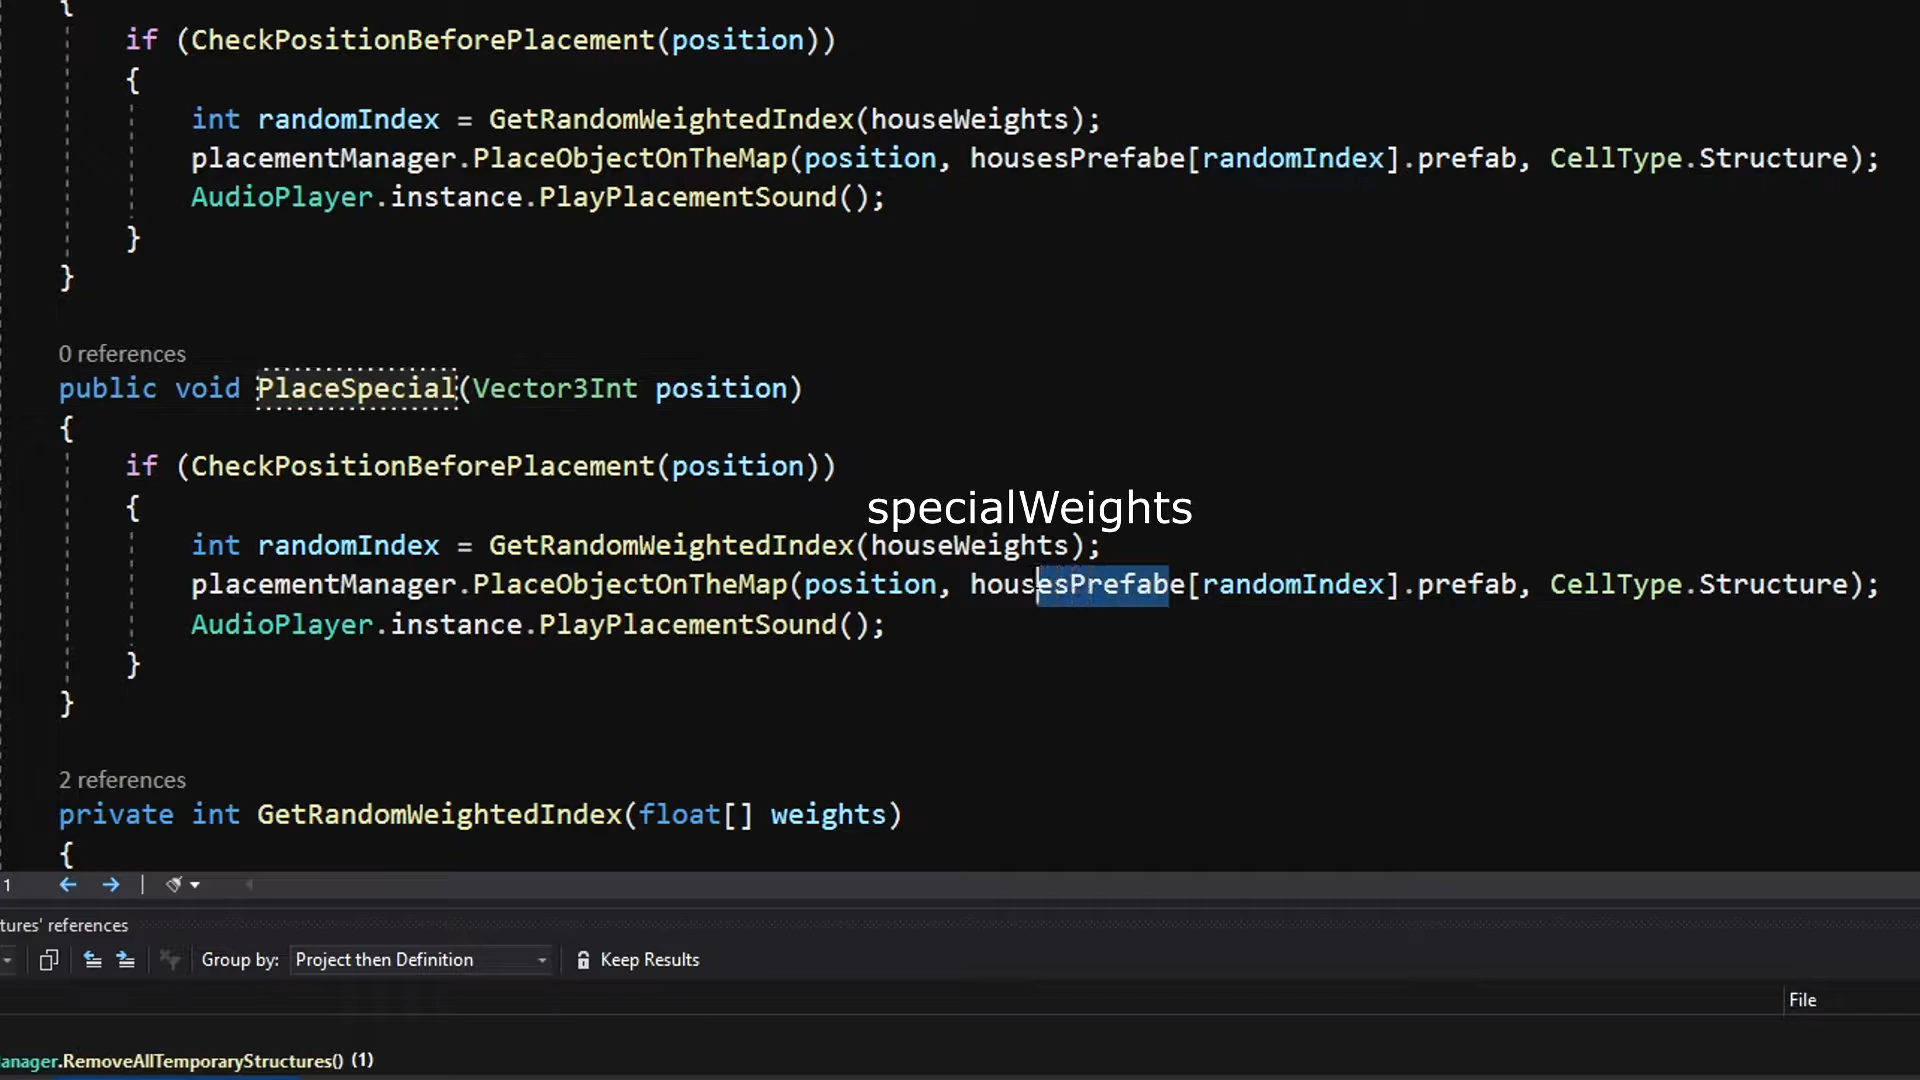 {
if (CheckPositionBeforePlacement(position))
{
int randomIndex = GetRandomWeightedIndex(houseWeights);
placementManager.PlaceObjectOnTheMap(position, housesPrefabe[randomIndex].prefab, CellType.Structure);
AudioPlayer.instance.PlayPlacementSound();
}
}
0 references
public void PlaceSpecial(Vector3Int position)
{
if (CheckPositionBeforePlacement(position))
{
specialWeights
int randomIndex = GetRandomWeightedIndex(houseWeights);
placementManager.PlaceObjectOnTheMap(position, housesPrefabe[randomIndex].prefab, CellType.Structure);
AudioPlayer.instance.PlayPlacementSound();
}
}
2 references
private int GetRandomWeightedIndex(float[] weights)
{
1
tures' references
Group by: Project then Definition Keep Results
File
anager.RemoveAllTemporaryStructures() (1)